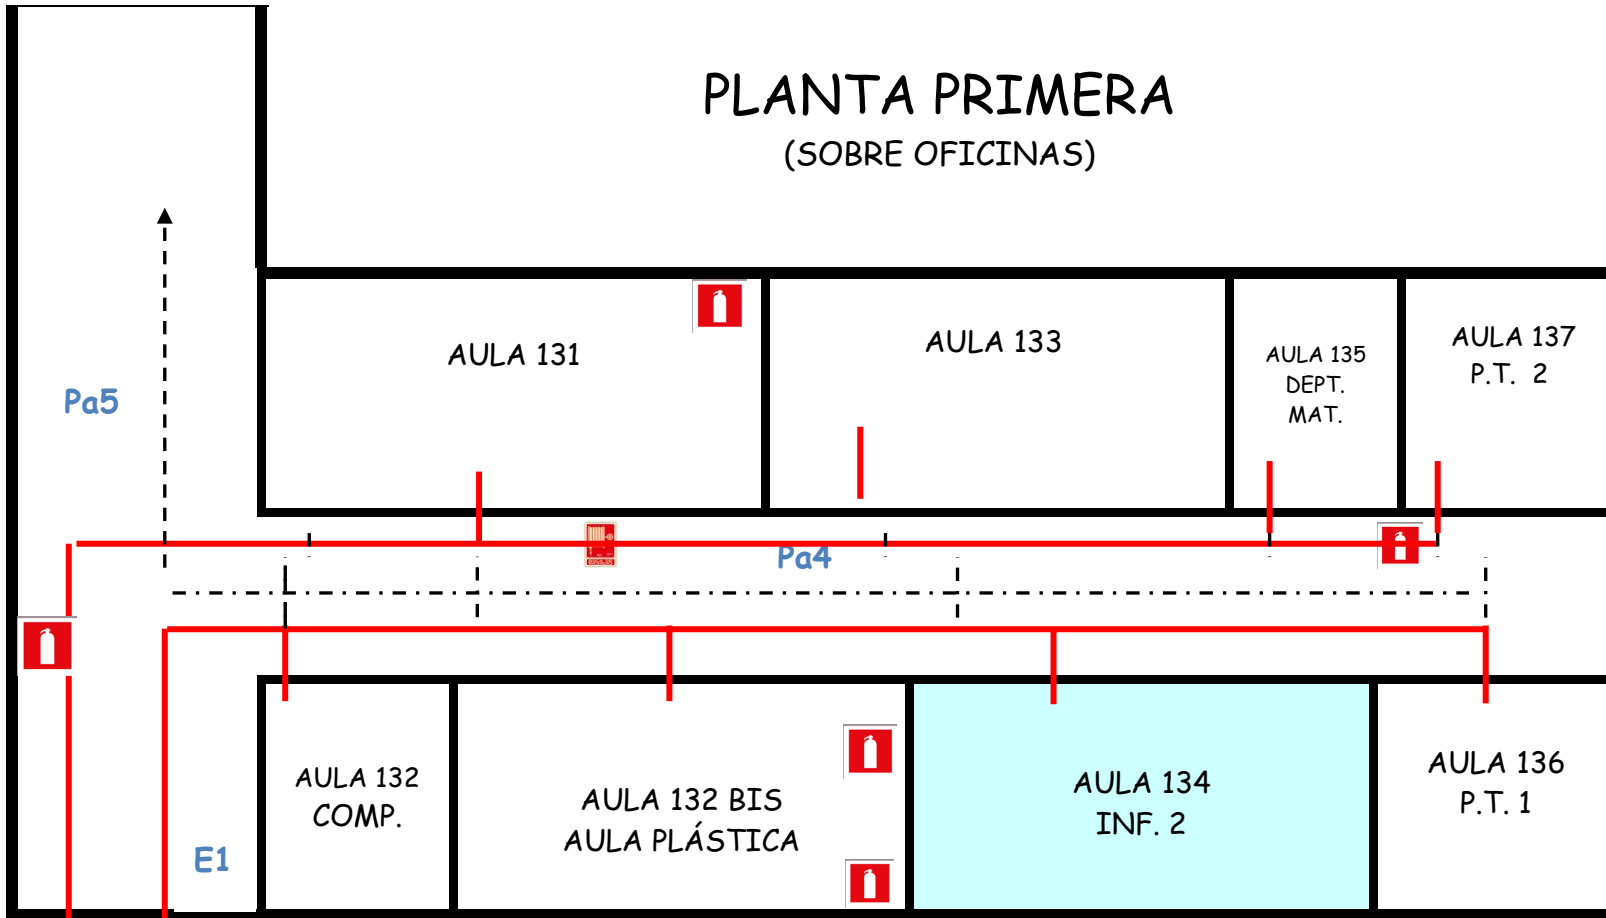 PLANTA PRIMERA
(SOBRE OFICINAS)
AULA 131
AULA 133
AULA 135
DEPT.
MAT.
AULA 137
P.T. 2
Pa5
Pa4
AULA 132
COMP.
AULA 132 BIS
AULA PLÁSTICA
AULA 134
INF. 2
AULA 136
P.T. 1
E1